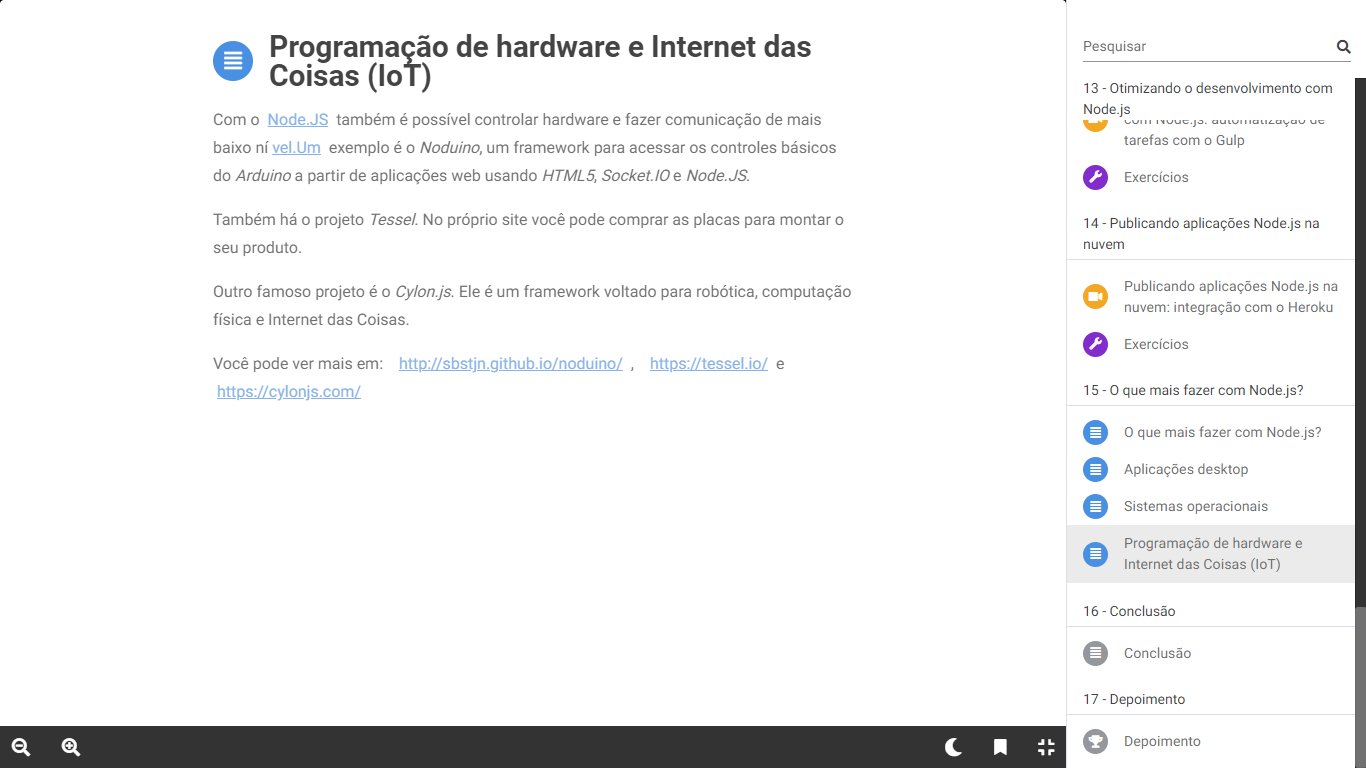 Programação de hardware e Internet das
Coisas (IoT)
Com o Node.JS também é possível controlar hardware e fazer comunicação de mais
baixo ní vel.Um exemplo é o Noduino, um framework para acessar os controles básicos
do Arduino a partir de aplicações web usando HTML5, Socket.IO e Node.JS.
Também há o projeto Tessel. No próprio site você pode comprar as placas para montar o
seu produto.
Outro famoso projeto é o Cylon.js. Ele é um framework voltado para robótica, computação
física e Internet das Coisas.
Você pode ver mais em: http://sbstjn.github.io/noduino/ , https://tessel.io/ e
https://cylonjs.com/
Pesquisar
13 - Otimizando o desenvolvimento com
Node.js
com Node.js: automatização de
tarefas com o Gulp
Exercícios
14 - Publicando aplicações Node.js na
nuvem
Publicando aplicações Node.js na
nuvem: integração com o Heroku
Exercícios
15 - O que mais fazer com Node.js?
O que mais fazer com Node.js?
Aplicações desktop
Sistemas operacionais
Programação de hardware e
Internet das Coisas (IoT)
16 - Conclusão
Conclusão
17 - Depoimento
Depoimento